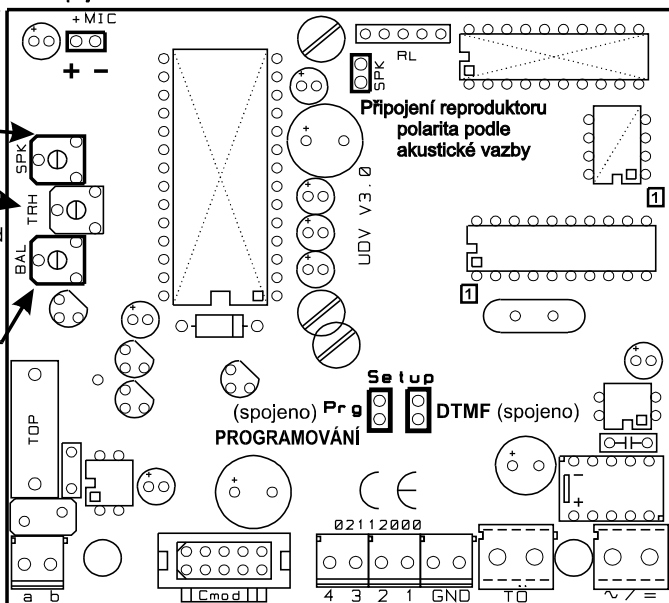 +MIC
+ -
RL
SPK
Připojení reproduktoru
polarita podle
akustické vazby
SPK
TRH
BAL
UDV V3.0
1
1
Setup
(spojeno) Prg
DTMF (spojeno)
PROGRAMOVÁNÍ
TOP
02112000
a b
Cmod
4 3 2 1 GND
TO
~ / =